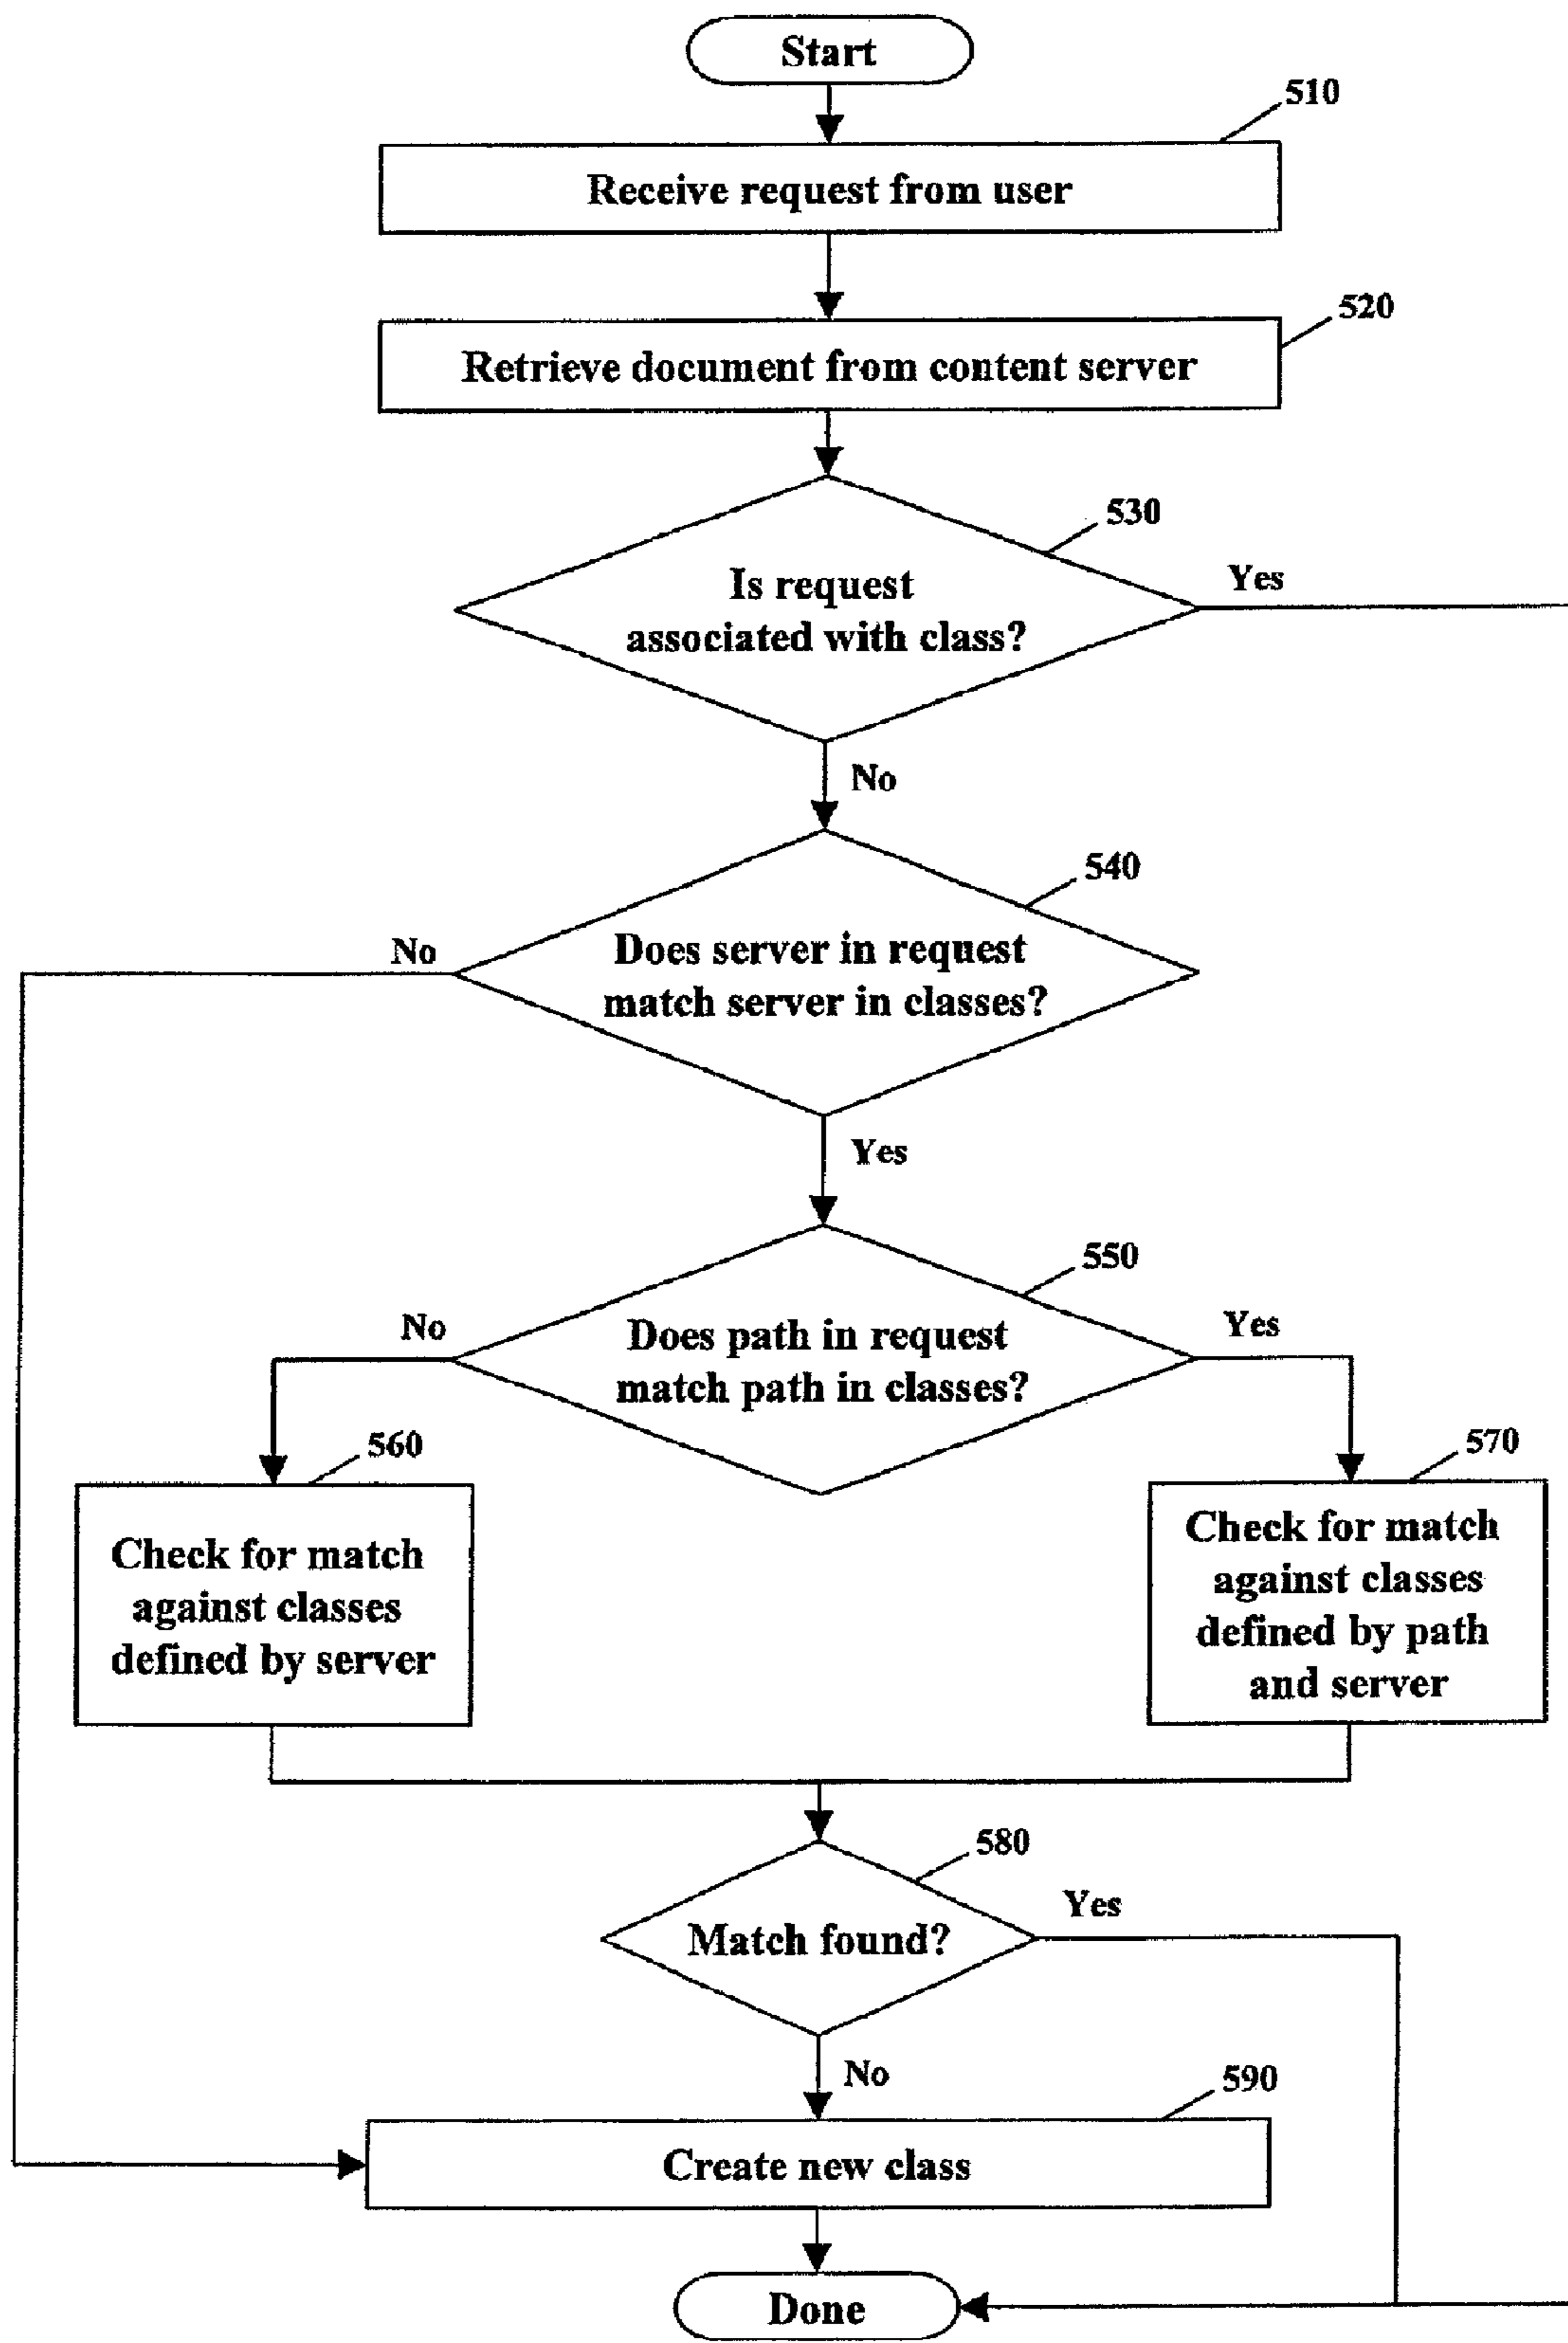 Start
510
Receive request from user
520
Retrieve document from content server
530
Is request
associated with class?
Yes
No
540
Does server in request
match server in classes?
No
Yes
550
Does path in request
match path in classes?
No
Yes
560
Check for match
against classes
defined by server
570
Check for match
against classes
defined by path
and server
580
Match found?
Yes
No
590
Create new class
Done